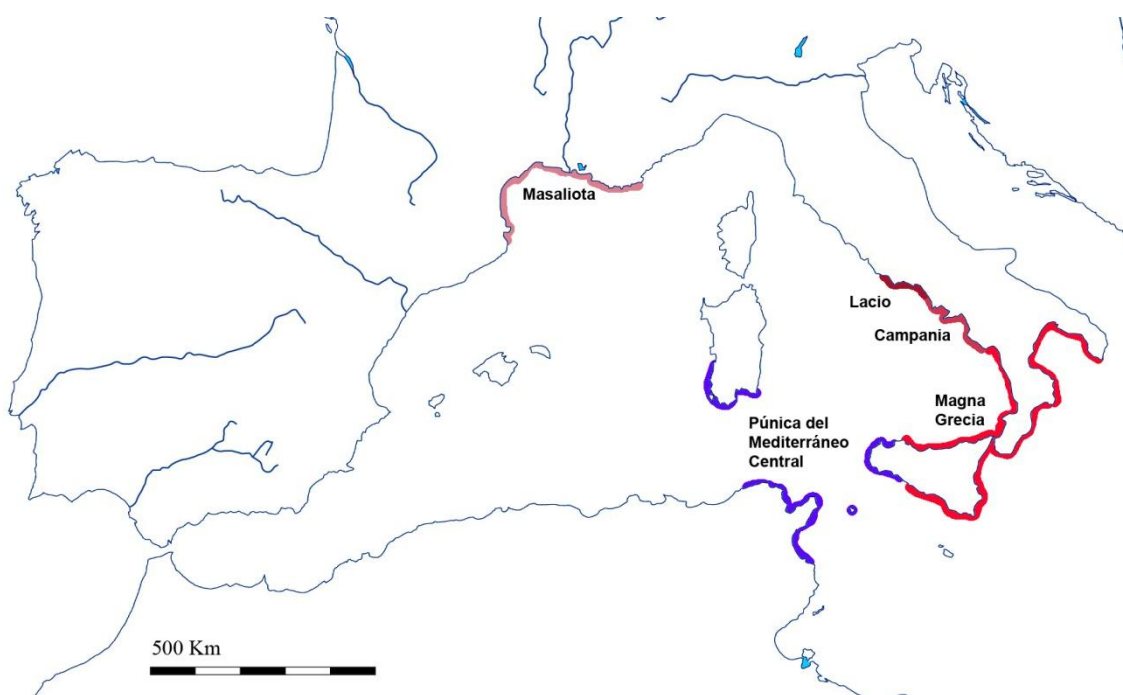 Masaliota
Lacio
Campania
Magna
Grecia
Púnica del
Mediterráneo
Central
500 Km